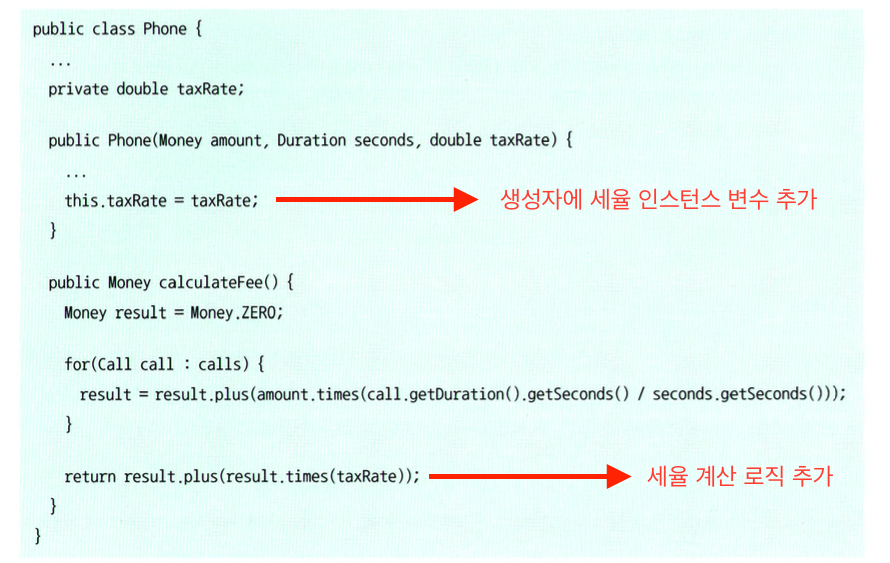 public class Phone {
...
private double taxRate;
public Phone(Money amount, Duration seconds, double taxRate) {
...
this.taxRate = taxRate;
생성자에 세율 인스턴스 변수 추가
}
public Money calculateFee() {
Money result = Money.ZERO;
for(Call call : calls) {
result = result.plus(amount.times(call.getDuration().getSeconds() / seconds.getSeconds()));
}
return result.plus(result.times(taxRate));
세율 계산 로직 추가
}
}